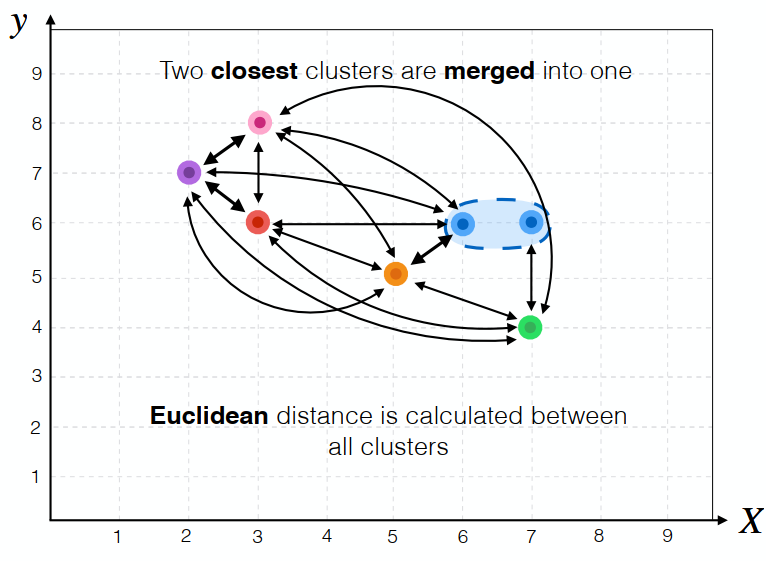 y
Two closest clusters are merged into one
9
8
7
6
5
4
3
2
1
Euclidean distance is calculated between
all clusters
1 2 3 4 5 6 7 8 9
X